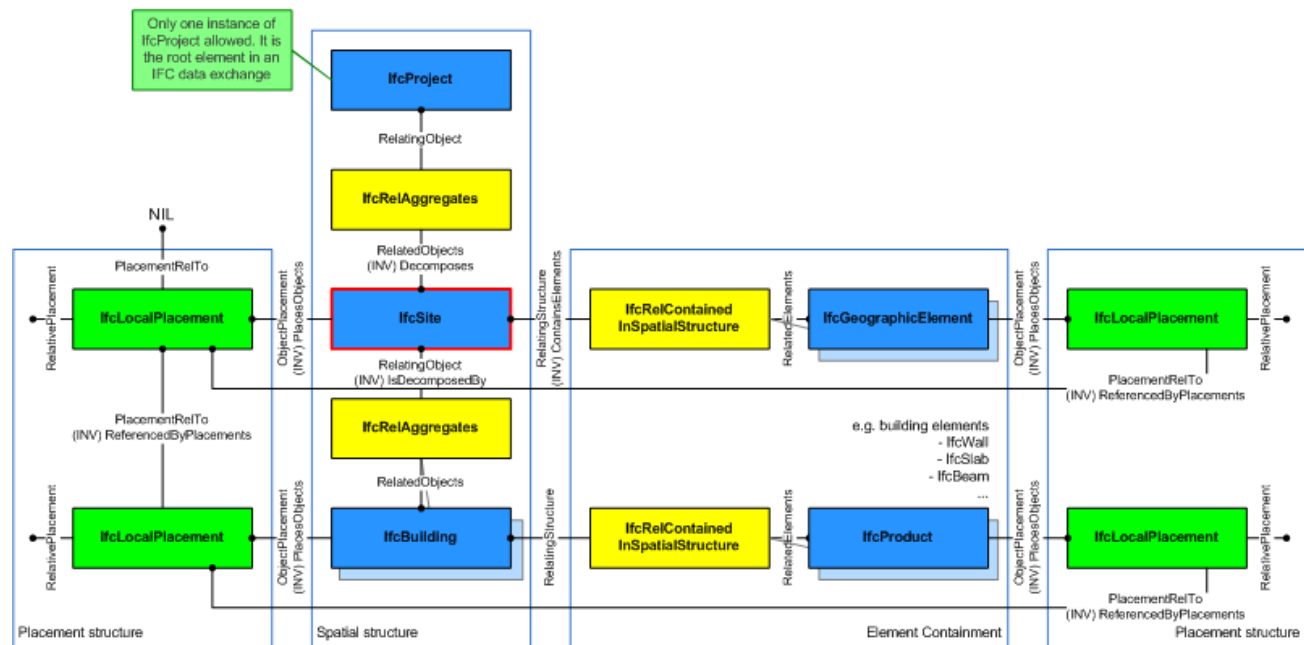 Only one instance of
IfcProject allowed. It is
the root element in an
IFC data exchange
IfcProject
RelatingObject
IfcRelAggregates
NIL
RelatedObjects
(INV) Decomposes
PlacementRelTo
RelativePlacement
IfcLocalPlacement
ObjectPlacement
(INV) PlacesObjects
IfcSite
RelatingStructure
(INV) ContainsElements
IfcRelContained
InSpatialStructure
RelatedElements
IfcGeographicElement
ObjectPlacement
(INV) PlacesObjects
IfcLocalPlacement
RelativePlacement
RelatingObject
(INV) IsDecomposedBy
PlacementRelTo
(INV) ReferencedByPlacements
PlacementRelTo
(INV) ReferencedByPlacements
IfcRelAggregates
e.g. building elements
- IfcWall
- IfcSlab
- IfcBeam
...
RelatedObjects
RelativePlacement
IfcLocalPlacement
ObjectPlacement
(INV) PlacesObjects
IfcBuilding
RelatingStructure
IfcRelContained
InSpatialStructure
RelatedElements
IfcProduct
ObjectPlacement
(INV) PlacesObjects
IfcLocalPlacement
RelativePlacement
PlacementRelTo
(INV) ReferencedByPlacements
Placement structure
Spatial structure
Element Containment
Placement structure